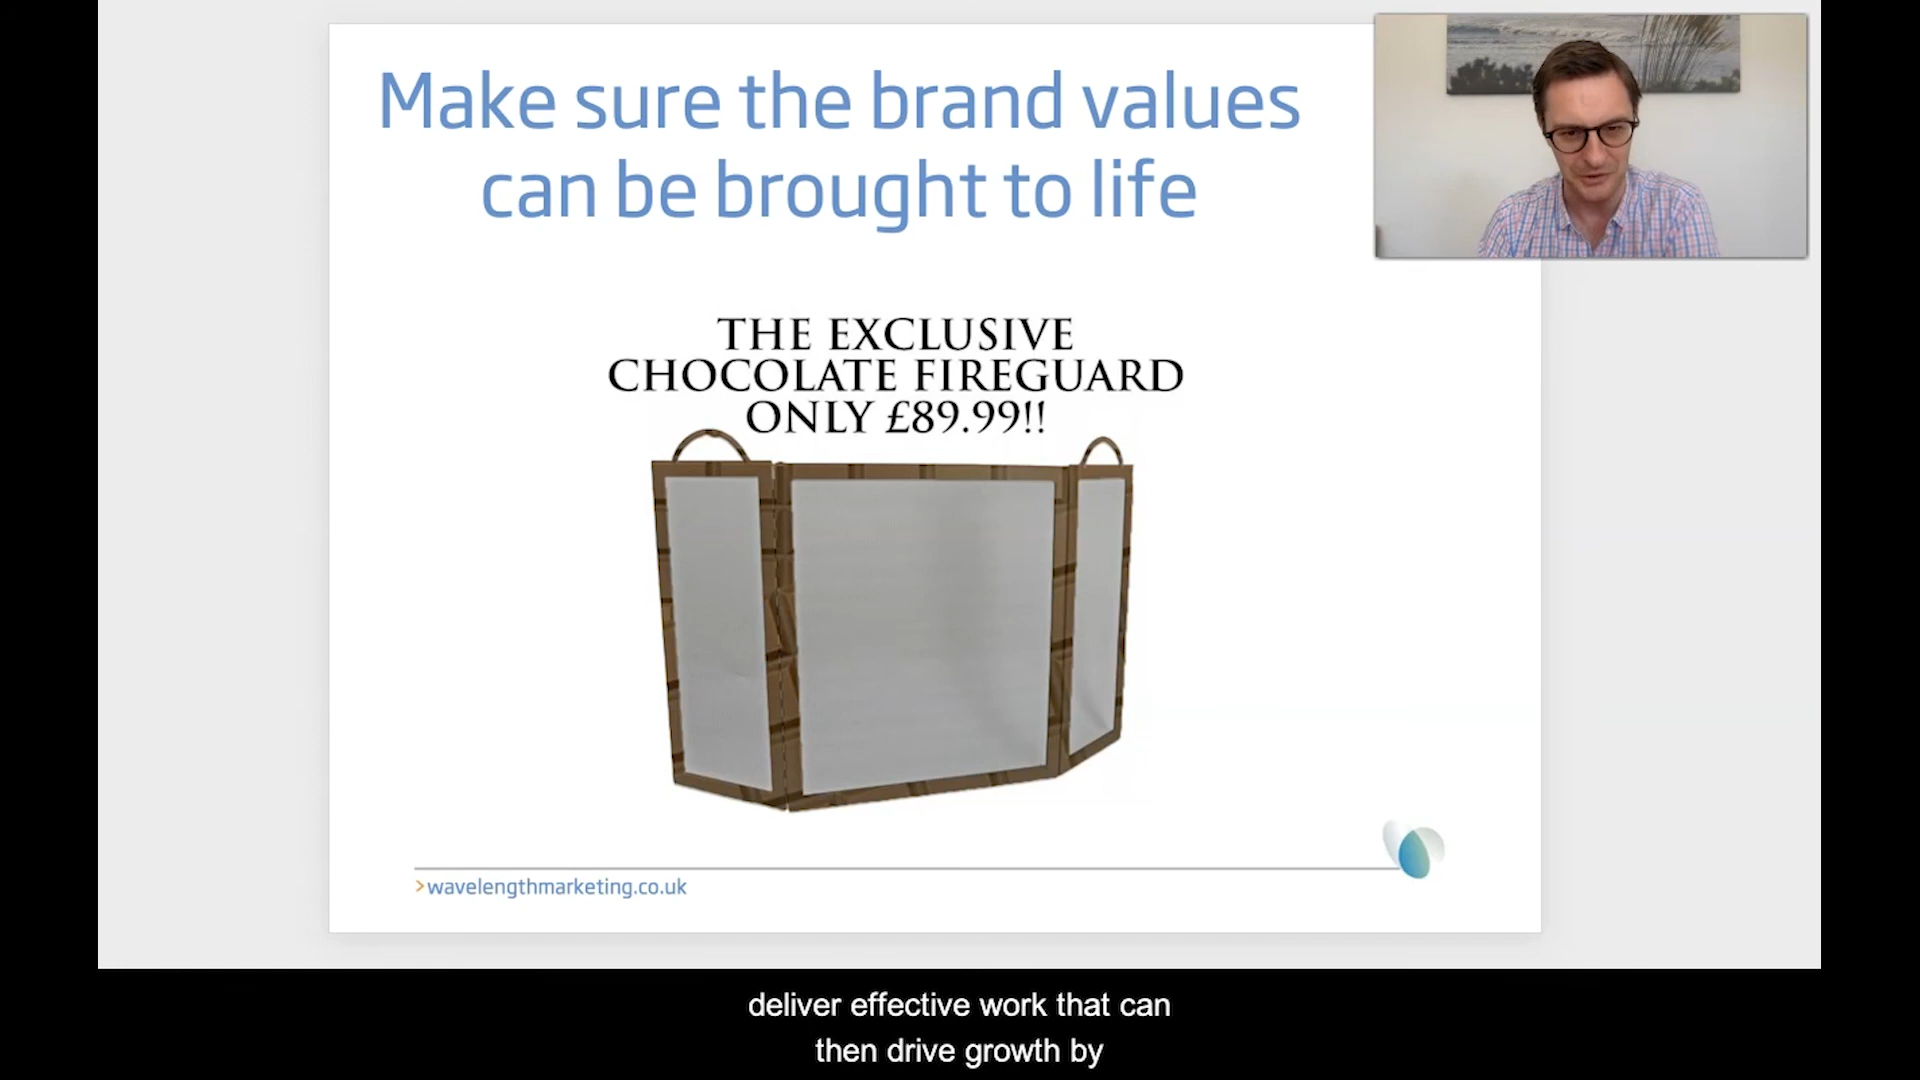 Make sure the brand values
can be brought to life
THE EXCLUSIVE
CHOCOLATE FIREGUARD
ONLY £89.99!!
>wavelengthmarketing.co.uk
deliver effective work that can
then drive growth by